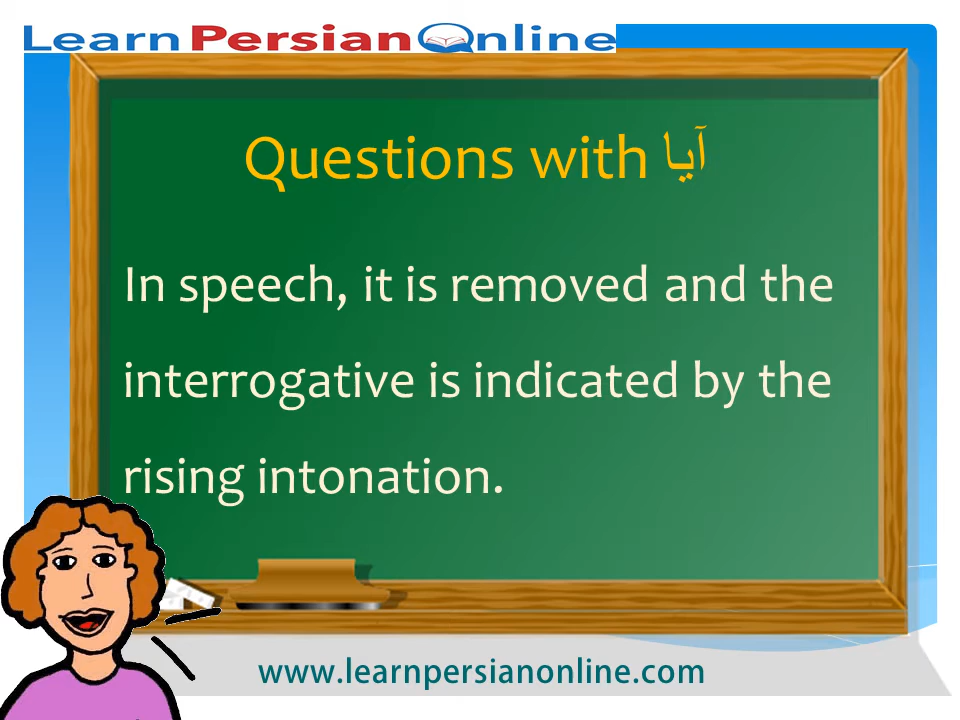 Learn Persian Online
Questions with آیا
In speech, it is removed and the
interrogative is indicated by the
rising intonation.
www.learnpersianonline.com